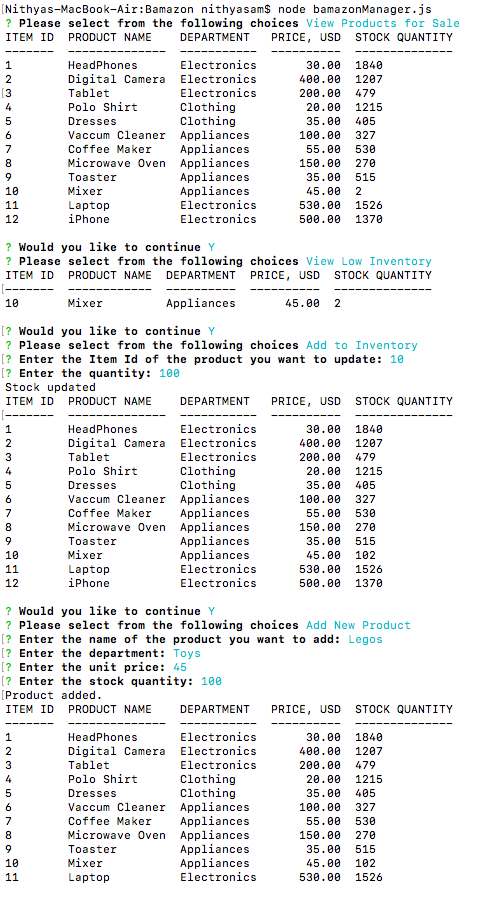 [Nithyas-MacBook-Air:Bamazon nithyasam$ node bamazonManager.js
? Please select from the following choices View Products for Sale
ITEM ID  PRODUCT NAME    DEPARTMENT   PRICE, USD  STOCK QUANTITY
-------  --------------  -----------  ----------  --------------
1        HeadPhones      Electronics       30.00  1840
2        Digital Camera  Electronics      400.00  1207
[3        Tablet          Electronics      200.00  479
4        Polo Shirt      Clothing          20.00  1215
5        Dresses         Clothing          35.00  405
6        Vaccum Cleaner  Appliances       100.00  327
7        Coffee Maker    Appliances        55.00  530
8        Microwave Oven  Appliances       150.00  270
9        Toaster         Appliances        35.00  515
10       Mixer           Appliances        45.00  2
11       Laptop          Electronics      530.00  1526
12       iPhone          Electronics      500.00  1370
? Would you like to continue Y
? Please select from the following choices View Low Inventory
ITEM ID  PRODUCT NAME  DEPARTMENT  PRICE, USD  STOCK QUANTITY
[-------  ------------  ----------  ----------  --------------
10       Mixer         Appliances       45.00  2
[? Would you like to continue Y
? Please select from the following choices Add to Inventory
[? Enter the Item Id of the product you want to update: 10
[? Enter the quantity: 100
Stock updated
ITEM ID  PRODUCT NAME    DEPARTMENT   PRICE, USD  STOCK QUANTITY
[-------  --------------  -----------  ----------  --------------
1        HeadPhones      Electronics       30.00  1840
2        Digital Camera  Electronics      400.00  1207
3        Tablet          Electronics      200.00  479
4        Polo Shirt      Clothing          20.00  1215
5        Dresses         Clothing          35.00  405
6        Vaccum Cleaner  Appliances       100.00  327
7        Coffee Maker    Appliances        55.00  530
8        Microwave Oven  Appliances       150.00  270
9        Toaster         Appliances        35.00  515
10       Mixer           Appliances        45.00  102
11       Laptop          Electronics      530.00  1526
12       iPhone          Electronics      500.00  1370
? Would you like to continue Y
? Please select from the following choices Add New Product
[? Enter the name of the product you want to add: Legos
[? Enter the department: Toys
[? Enter the unit price: 45
[? Enter the stock quantity: 100
[Product added.
ITEM ID  PRODUCT NAME    DEPARTMENT   PRICE, USD  STOCK QUANTITY
-------  --------------  -----------  ----------  --------------
1        HeadPhones      Electronics       30.00  1840
2        Digital Camera  Electronics      400.00  1207
3        Tablet          Electronics      200.00  479
4        Polo Shirt      Clothing          20.00  1215
5        Dresses         Clothing          35.00  405
6        Vaccum Cleaner  Appliances       100.00  327
7        Coffee Maker    Appliances        55.00  530
8        Microwave Oven  Appliances       150.00  270
9        Toaster         Appliances        35.00  515
10       Mixer           Appliances        45.00  102
11       Laptop          Electronics      530.00  1526